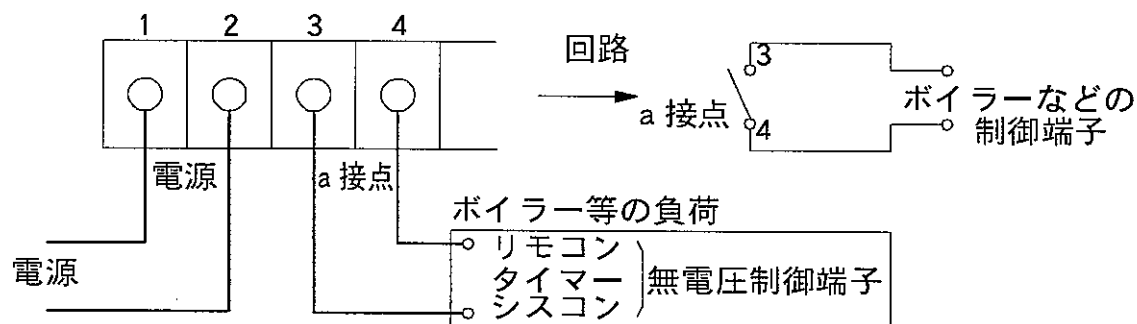 1 2 3 4
回路
3
a 接点
4
ボイラーなどの
制御端子
電源
a 接点
ボイラー等の負荷
電源
リモコン
タイマー
シスコン
無電圧制御端子